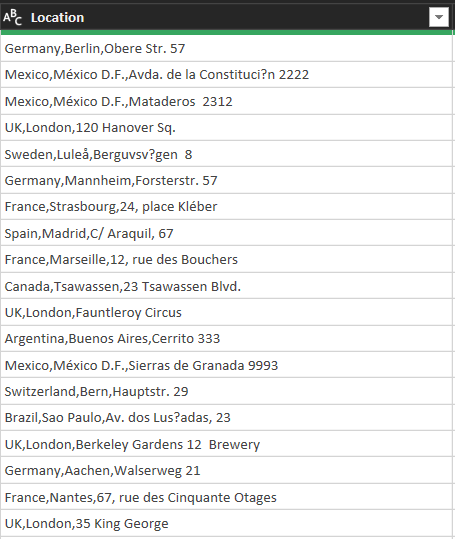 ABC Location
Germany,Berlin,Obere Str. 57
Mexico,México D.F.,Avda. de la Constituci?n 2222
Mexico,México D.F.,Mataderos  2312
UK,London,120 Hanover Sq.
Sweden,Luleå,Berguvsv?gen  8
Germany,Mannheim,Forsterstr. 57
France,Strasbourg,24, place Kléber
Spain,Madrid,C/ Araquil, 67
France,Marseille,12, rue des Bouchers
Canada,Tsawassen,23 Tsawassen Blvd.
UK,London,Fauntleroy Circus
Argentina,Buenos Aires,Cerrito 333
Mexico,México D.F.,Sierras de Granada 9993
Switzerland,Bern,Hauptstr. 29
Brazil,Sao Paulo,Av. dos Lus?adas, 23
UK,London,Berkeley Gardens 12  Brewery
Germany,Aachen,Walserweg 21
France,Nantes,67, rue des Cinquante Otages
UK,London,35 King George